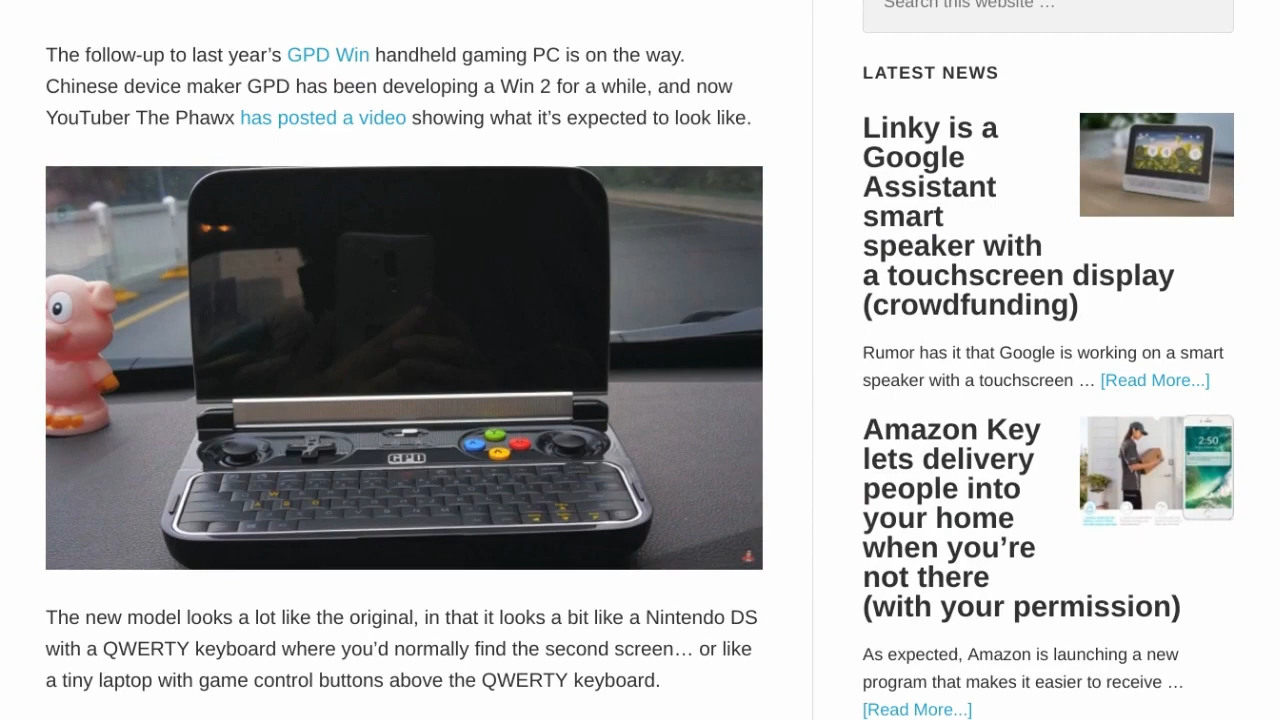 The follow-up to last year’s GPD Win handheld gaming PC is on the way.
Chinese device maker GPD has been developing a Win 2 for a while, and now
YouTuber The Phawx has posted a video showing what it’s expected to look like.
GPD
The new model looks a lot like the original, in that it looks a bit like a Nintendo DS
with a QWERTY keyboard where you’d normally find the second screen… or like
a tiny laptop with game control buttons above the QWERTY keyboard.
Search this website …
LATEST NEWS
Linky is a
Google
Assistant
smart
speaker with
a touchscreen display
(crowdfunding)
Rumor has it that Google is working on a smart
speaker with a touchscreen … [Read More...]
Amazon Key
lets delivery
people into
your home
when you’re
not there
(with your permission)
2:50
As expected, Amazon is launching a new
program that makes it easier to receive …
[Read More...]